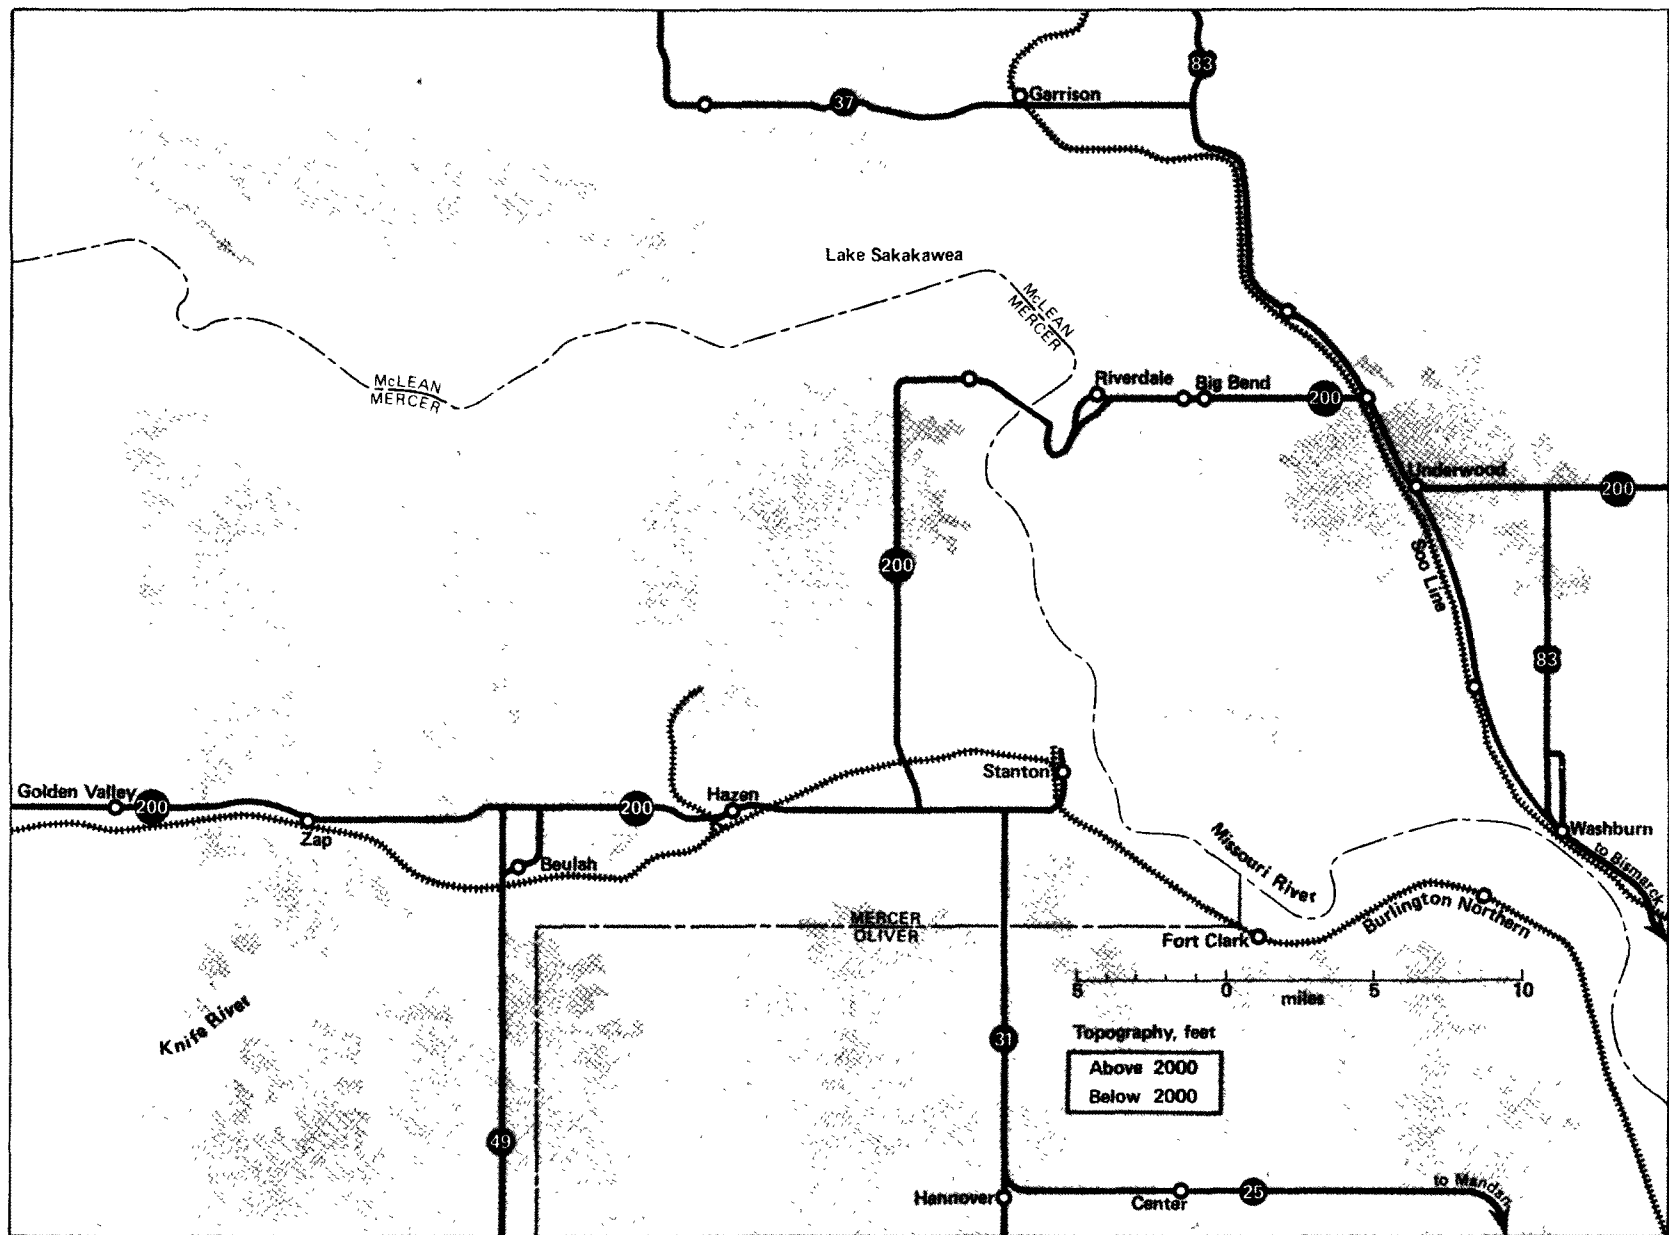 83
37
Garrison
Lake Sakakawea
McLEAN
MERCER
McLEAN
MERCER
Riverdale
Big Bend
200
Underwood
200
200
Soo Line
83
Stanton
Golden Valley
200
200
Hazen
Zap
Beulah
Washburn
to Bismarck
Missouri River
Burlington Northern
MERCER
OLIVER
Fort Clark
5 0 5 10
miles
Knife River
31
Topography, feet
Above 2000
Below 2000
49
Hannover
Center
25
to Mandan